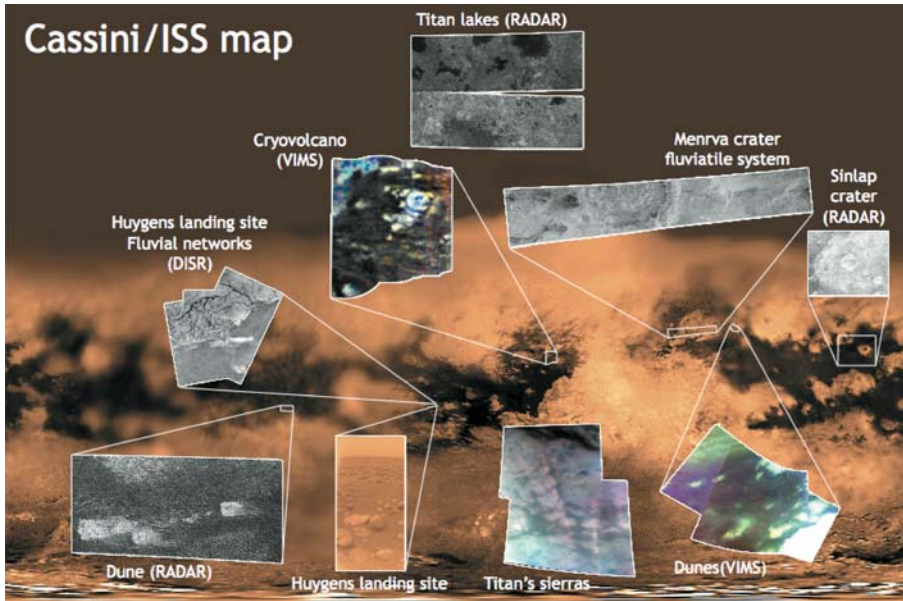 Cassini/ISS map
Titan lakes (RADAR)
Cryovolcano
(VIMS)
Menrva crater
fluviatile system
Sinlap
crater
(RADAR)
Huygens landing site
Fluvial networks
(DISR)
Dune (RADAR)
Huygens landing site
Titan's sierras
Dunes(VIMS)